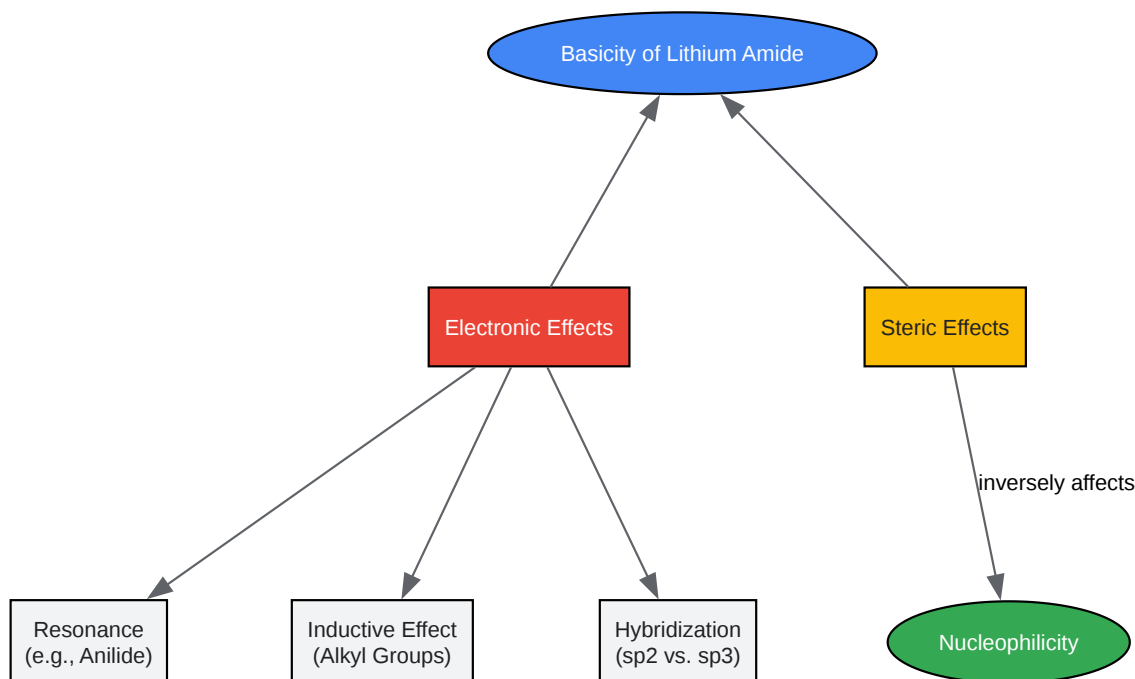 Basicity of Lithium Amide
Electronic Effects
Steric Effects
inversely affects
Resonance
(e.g., Anilide)
Inductive Effect
(Alkyl Groups)
Hybridization
(sp2 vs. sp3)
Nucleophilicity